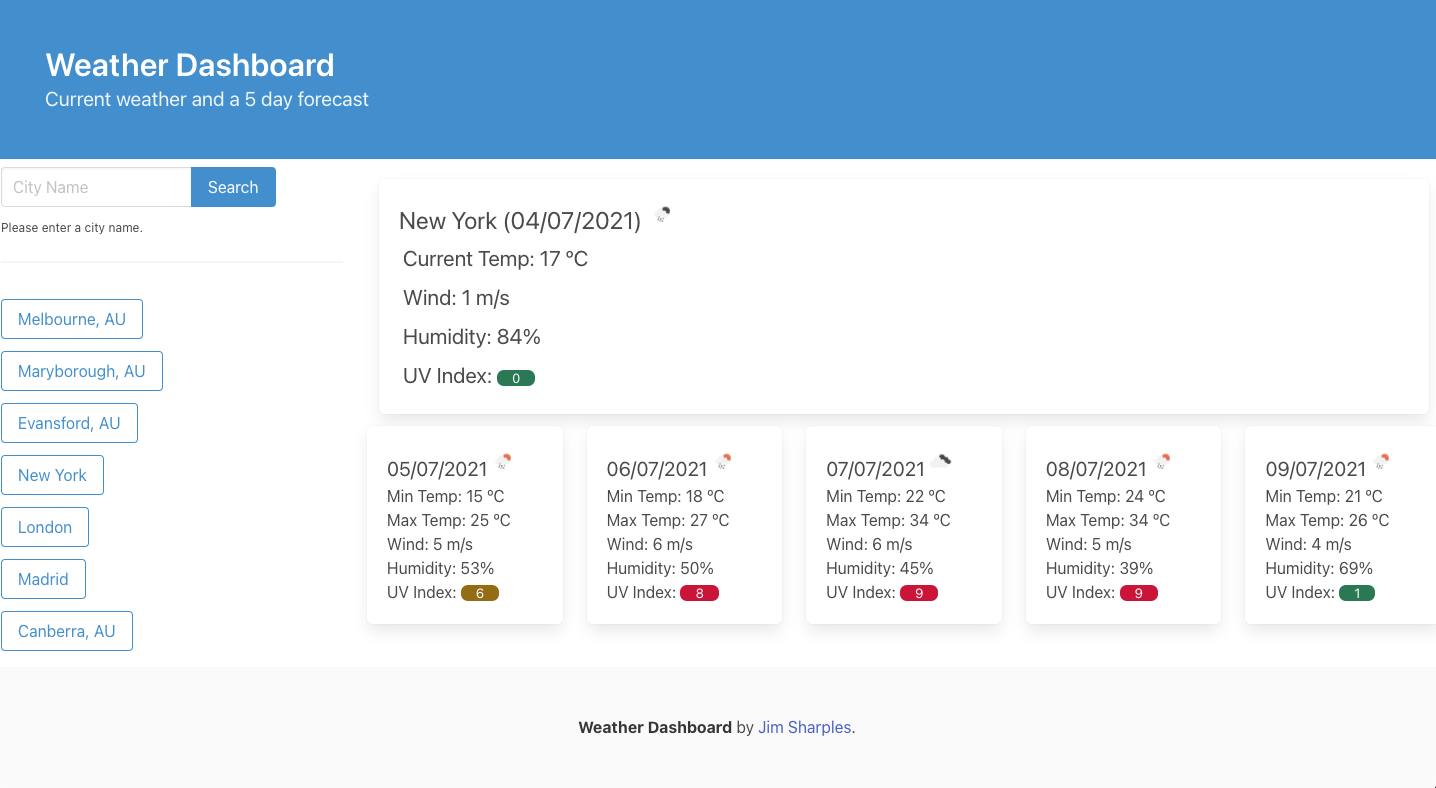 Weather Dashboard
Current weather and a 5 day forecast
City Name
Search
Please enter a city name.
Melbourne, AU
Maryborough, AU
Evansford, AU
New York
London
Madrid
Canberra, AU
New York (04/07/2021)
Current Temp: 17 °C
Wind: 1 m/s
Humidity: 84%
UV Index: 0
05/07/2021
Min Temp: 15 °C
Max Temp: 25 °C
Wind: 5 m/s
Humidity: 53%
UV Index: 6
06/07/2021
Min Temp: 18 °C
Max Temp: 27 °C
Wind: 6 m/s
Humidity: 50%
UV Index: 8
07/07/2021
Min Temp: 22 °C
Max Temp: 34 °C
Wind: 6 m/s
Humidity: 45%
UV Index: 9
08/07/2021
Min Temp: 24 °C
Max Temp: 34 °C
Wind: 5 m/s
Humidity: 39%
UV Index: 9
09/07/2021
Min Temp: 21 °C
Max Temp: 26 °C
Wind: 4 m/s
Humidity: 69%
UV Index: 1
Weather Dashboard by Jim Sharples.